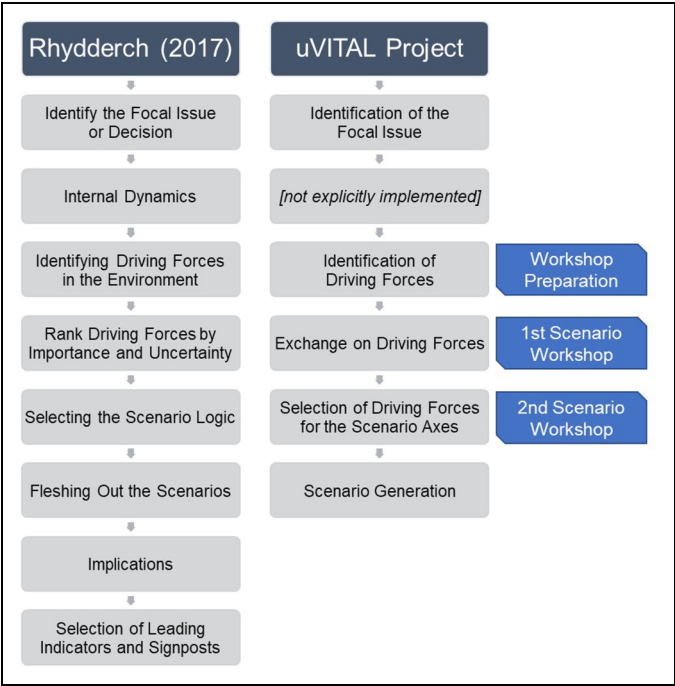 Rhydderch (2017)
Identify the Focal Issue
or Decision
Internal Dynamics
Identifying Driving Forces
in the Environment
Rank Driving Forces by
Importance and Uncertainty
Selecting the Scenario Logic
Fleshing Out the Scenarios
Implications
Selection of Leading
Indicators and Signposts
uVITAL Project
Identification of the
Focal Issue
[not explicitly implemented]
Identification of
Driving Forces
Exchange on Driving Forces
Selection of Driving Forces
for the Scenario Axes
Scenario Generation
Workshop
Preparation
1st Scenario
Workshop
2nd Scenario
Workshop